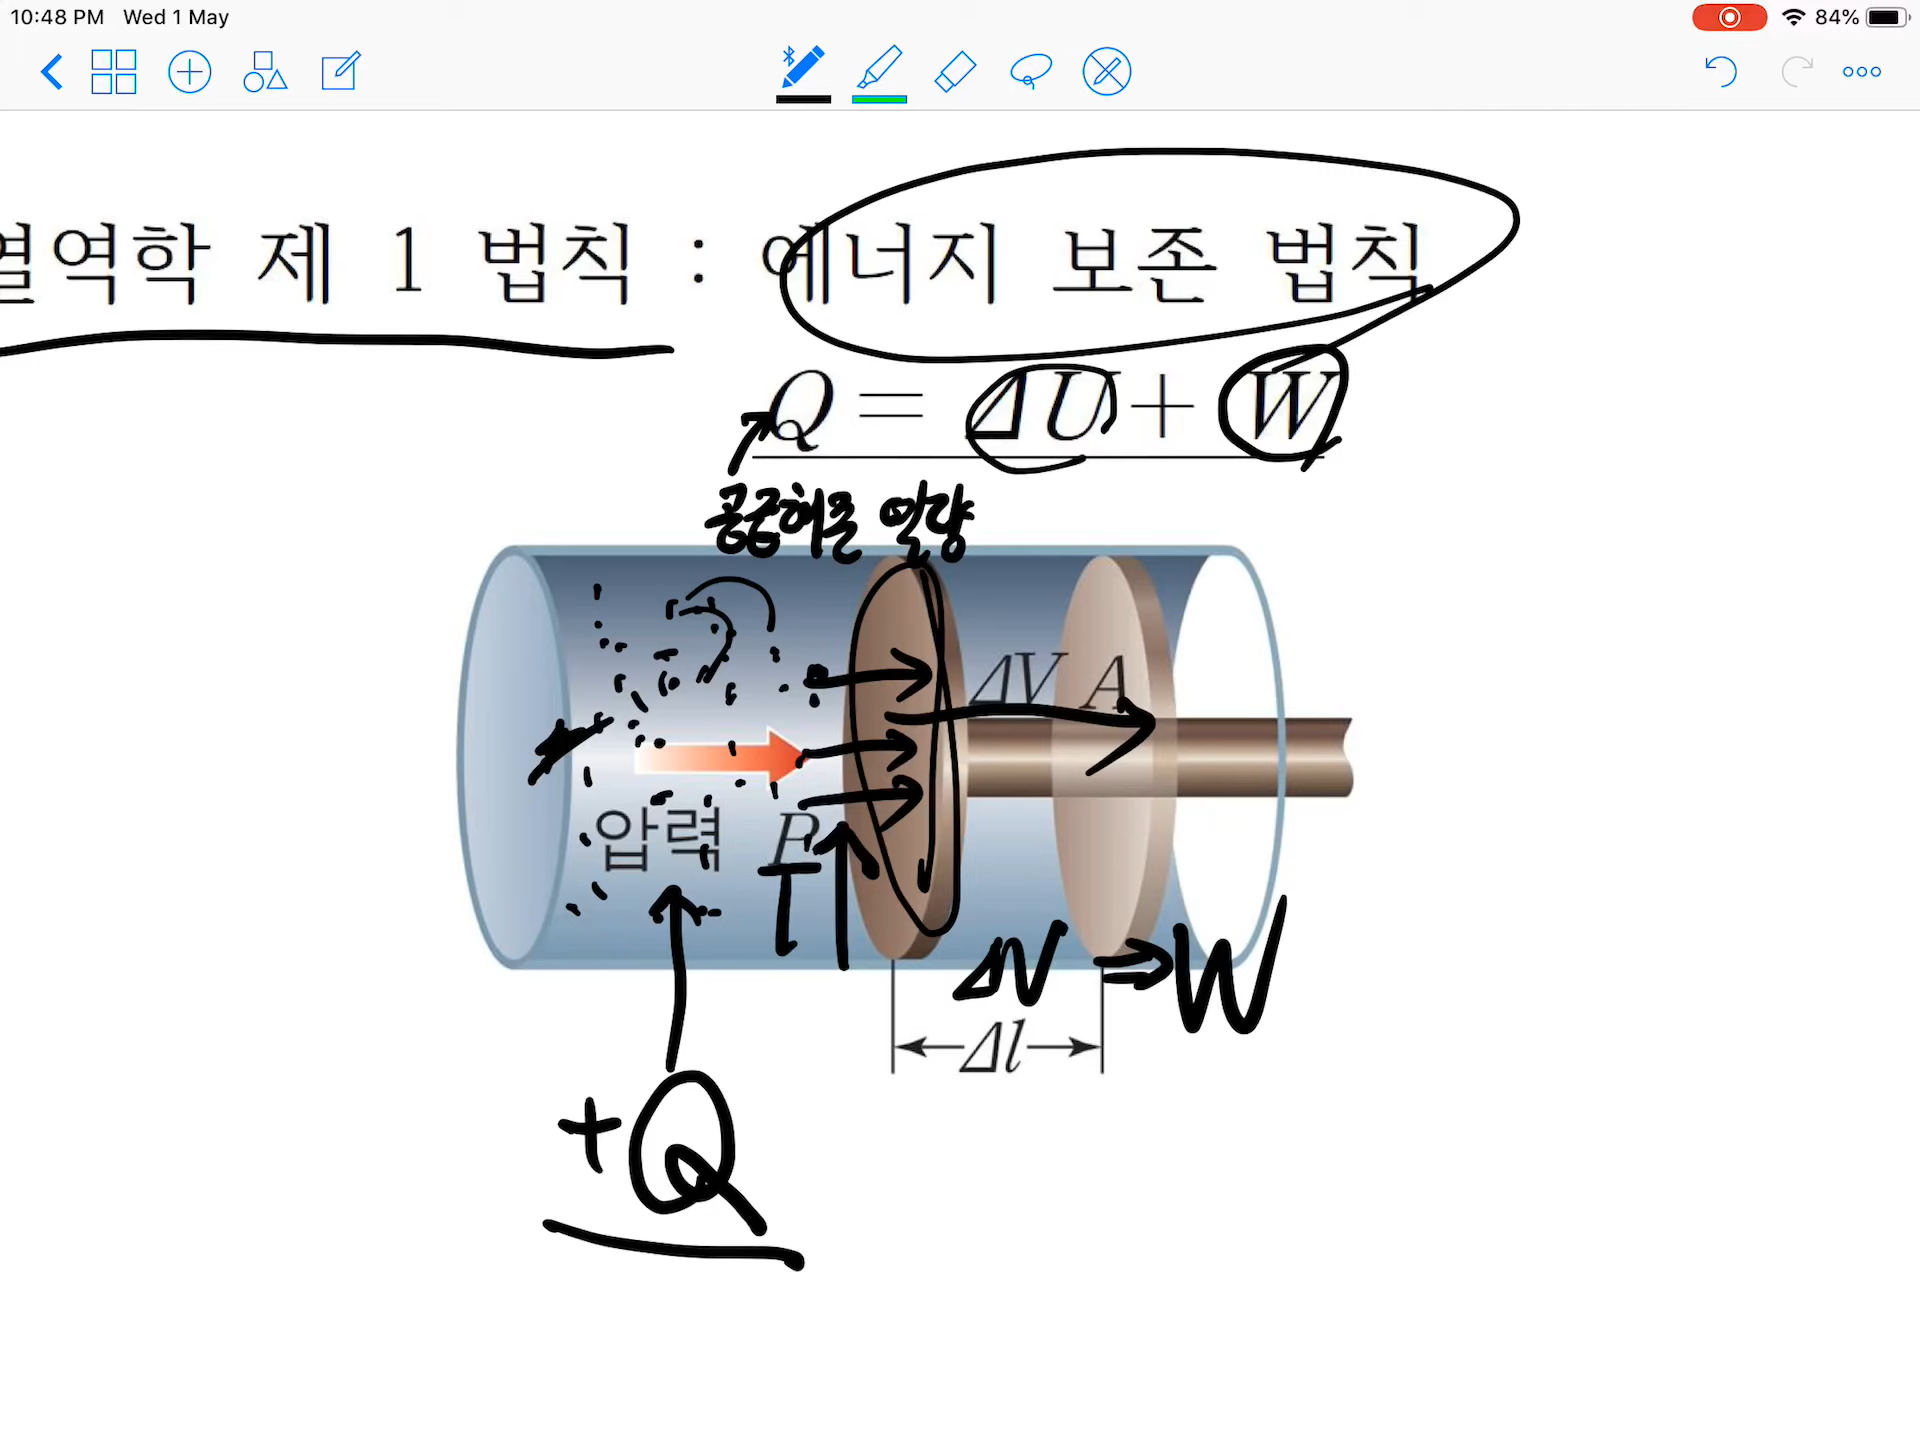 10:48 PM Wed 1 May
84%
열역학 제 1 법칙 : 에너지 보존 법칙
Q = ΔU + W
공급해준 열량
ΔV A
압력 P
T↑
ΔV ⇒ W
Δl
+Q